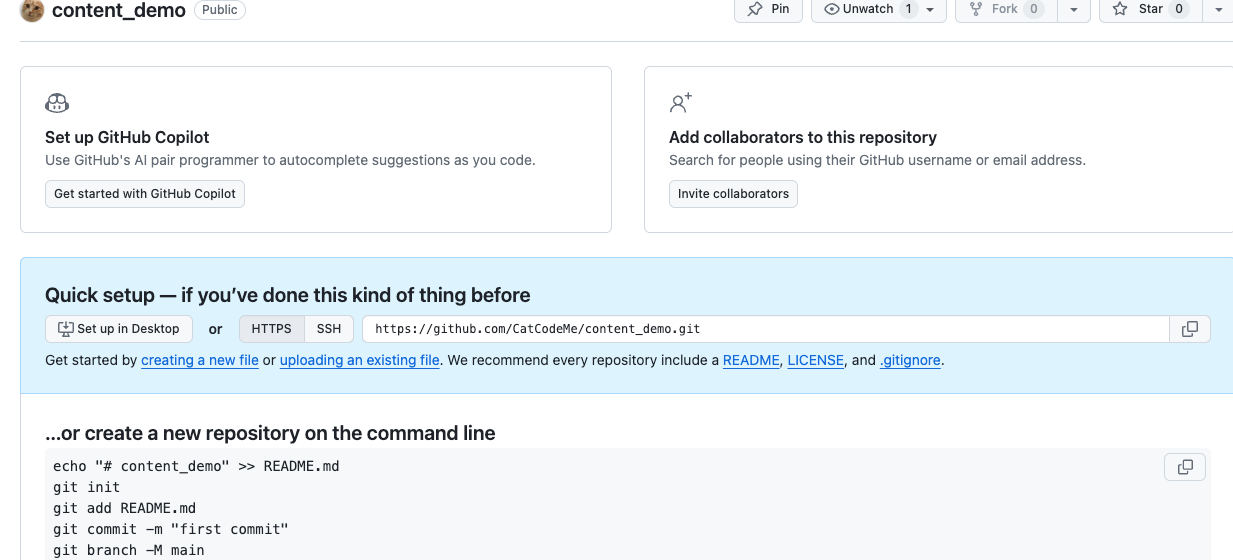 content_demo Public Pin Unwatch 1 Fork 0 Star 0
Set up GitHub Copilot
Use GitHub's AI pair programmer to autocomplete suggestions as you code.
Get started with GitHub Copilot
Add collaborators to this repository
Search for people using their GitHub username or email address.
Invite collaborators
Quick setup — if you’ve done this kind of thing before
Set up in Desktop or HTTPS SSH https://github.com/CatCodeMe/content_demo.git
Get started by creating a new file or uploading an existing file. We recommend every repository include a README, LICENSE, and .gitignore.
...or create a new repository on the command line
echo "# content_demo" >> README.md
git init
git add README.md
git commit -m "first commit"
git branch -M main